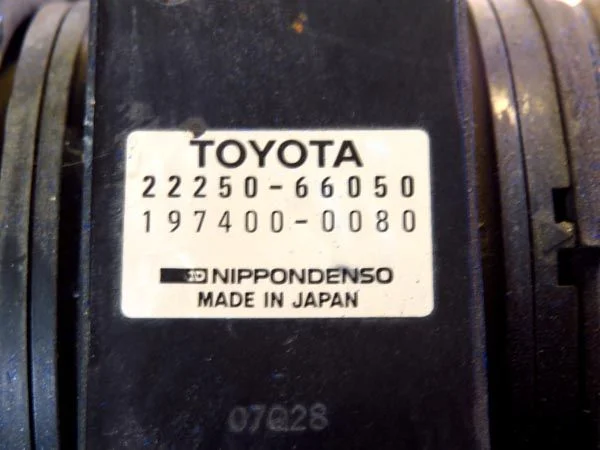 TOYOTA
22250-66050
197400-0080
NIPPONDENSO
MADE IN JAPAN
07Q28